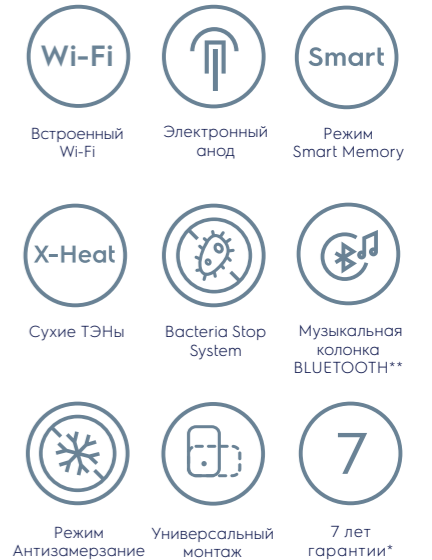 Wi-Fi
Smart
Встроенный
Wi-Fi
Электронный
анод
Режим
Smart Memory
X-Heat
Сухие ТЭНы
Bacteria Stop
System
Музыкальная
колонка
BLUETOOTH**
7
Режим
Антизамерзание
Универсальный
монтаж
7 лет
гарантии*